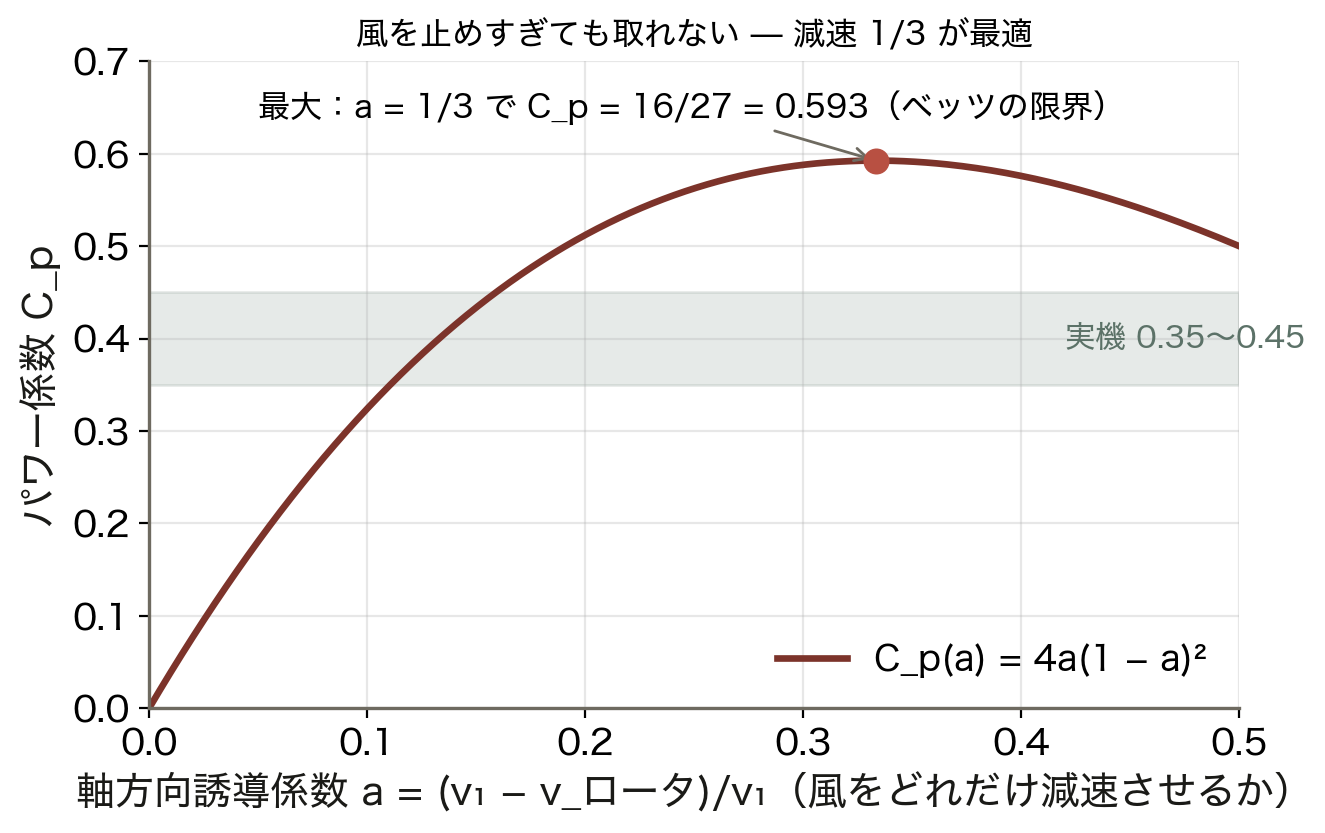 風を止めすぎても取れない — 減速 1/3 が最適
最大：a = 1/3 で C_p = 16/27 = 0.593（ベッツの限界）
パワー係数 C_p
0.7
0.6
0.5
0.4
0.3
0.2
0.1
0.0
実機 0.35〜0.45
C_p(a) = 4a(1 − a)²
0.0 0.1 0.2 0.3 0.4 0.5
軸方向誘導係数 a = (v₁ − v_ロータ)/v₁（風をどれだけ減速させるか）